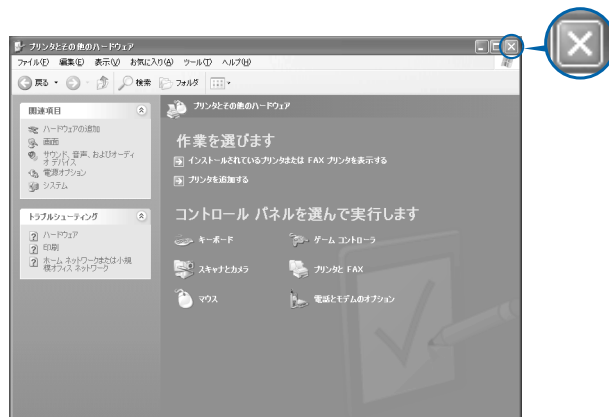 プリンタとその他のハードウェア
ファイル(F) 編集(E) 表示(V) お気に入り(A) ツール(T) ヘルプ(H)
戻る 検索 フォルダ
関連項目
ハードウェアの追加
画面
サウンド、音声、およびオーディ
オ デバイス
電源オプション
システム
トラブルシューティング
ハードウェア
印刷
ホーム ネットワークまたは小規
模オフィス ネットワーク
プリンタとその他のハードウェア
作業を選びます
インストールされているプリンタまたは FAX プリンタを表示する
プリンタを追加する
コントロール パネルを選んで実行します
キーボード ゲーム コントローラ
スキャナとカメラ プリンタと FAX
マウス 電話とモデムのオプション